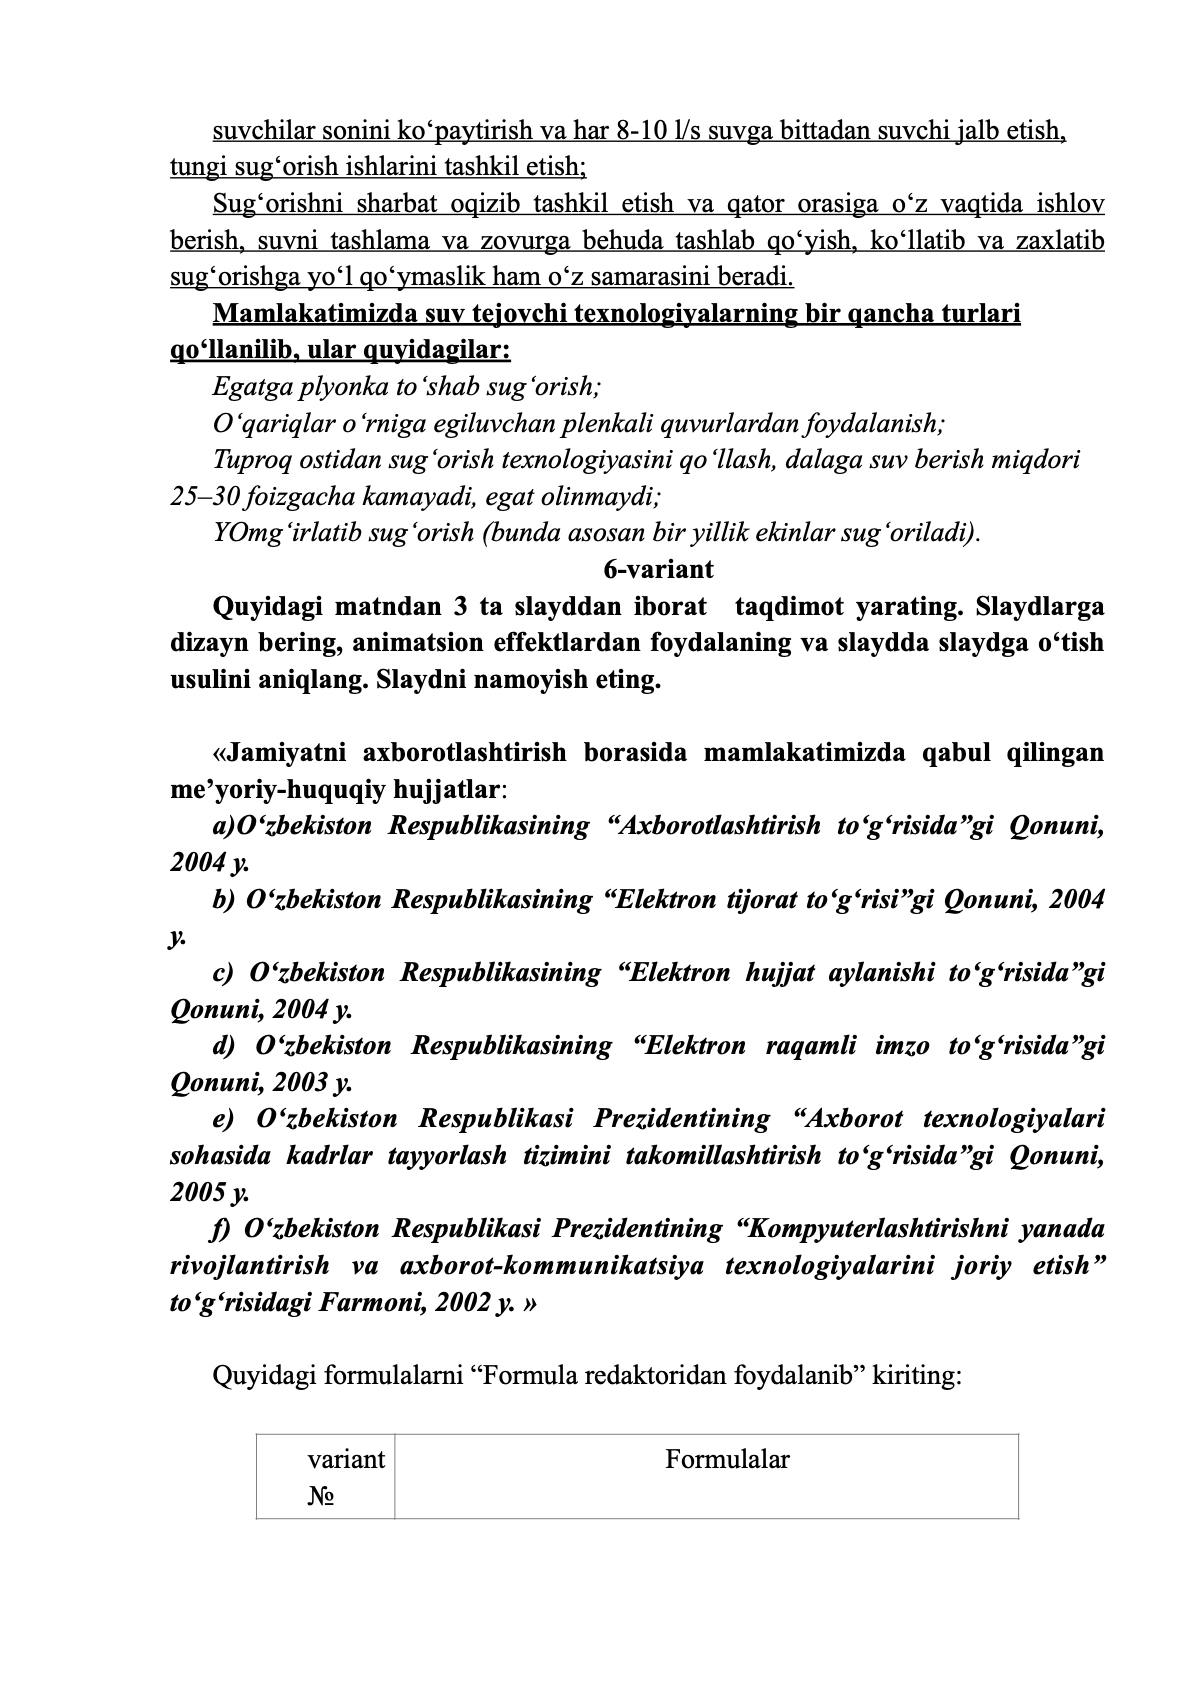 suvchilar sonini ko‘paytirish va har 8-10 l/s suvga bittadan suvchi jalb etish,
tungi sug‘orish ishlarini tashkil etish;
Sug‘orishni sharbat oqizib tashkil etish va qator orasiga o‘z vaqtida ishlov
berish, suvni tashlama va zovurga behuda tashlab qo‘yish, ko‘llatib va zaxlatib
sug‘orishga yo‘l qo‘ymaslik ham o‘z samarasini beradi.
Mamlakatimizda suv tejovchi texnologiyalarning bir qancha turlari
qo‘llanilib, ular quyidagilar:
Egatga plyonka to‘shab sug‘orish;
O‘qariqlar o‘rniga egiluvchan plenkali quvurlardan foydalanish;
Tuproq ostidan sug‘orish texnologiyasini qo‘llash, dalaga suv berish miqdori
25–30 foizgacha kamayadi, egat olinmaydi;
YOmg‘irlatib sug‘orish (bunda asosan bir yillik ekinlar sug‘oriladi).
6-variant
Quyidagi matndan 3 ta slayddan iborat taqdimot yarating. Slaydlarga
dizayn bering, animatsion effektlardan foydalaning va slaydda slaydga o‘tish
usulini aniqlang. Slaydni namoyish eting.
«Jamiyatni axborotlashtirish borasida mamlakatimizda qabul qilingan
me’yoriy-huquqiy hujjatlar:
a)O‘zbekiston Respublikasining “Axborotlashtirish to‘g‘risida”gi Qonuni,
2004 y.
b) O‘zbekiston Respublikasining “Elektron tijorat to‘g‘risi”gi Qonuni, 2004
y.
c) O‘zbekiston Respublikasining “Elektron hujjat aylanishi to‘g‘risida”gi
Qonuni, 2004 y.
d) O‘zbekiston Respublikasining “Elektron raqamli imzo to‘g‘risida”gi
Qonuni, 2003 y.
e) O‘zbekiston Respublikasi Prezidentining “Axborot texnologiyalari
sohasida kadrlar tayyorlash tizimini takomillashtirish to‘g‘risida”gi Qonuni,
2005 y.
f) O‘zbekiston Respublikasi Prezidentining “Kompyuterlashtirishni yanada
rivojlantirish va axborot-kommunikatsiya texnologiyalarini joriy etish”
to‘g‘risidagi Farmoni, 2002 y. »
Quyidagi formulalarni “Formula redaktoridan foydalanib” kiriting:
variant
№
Formulalar